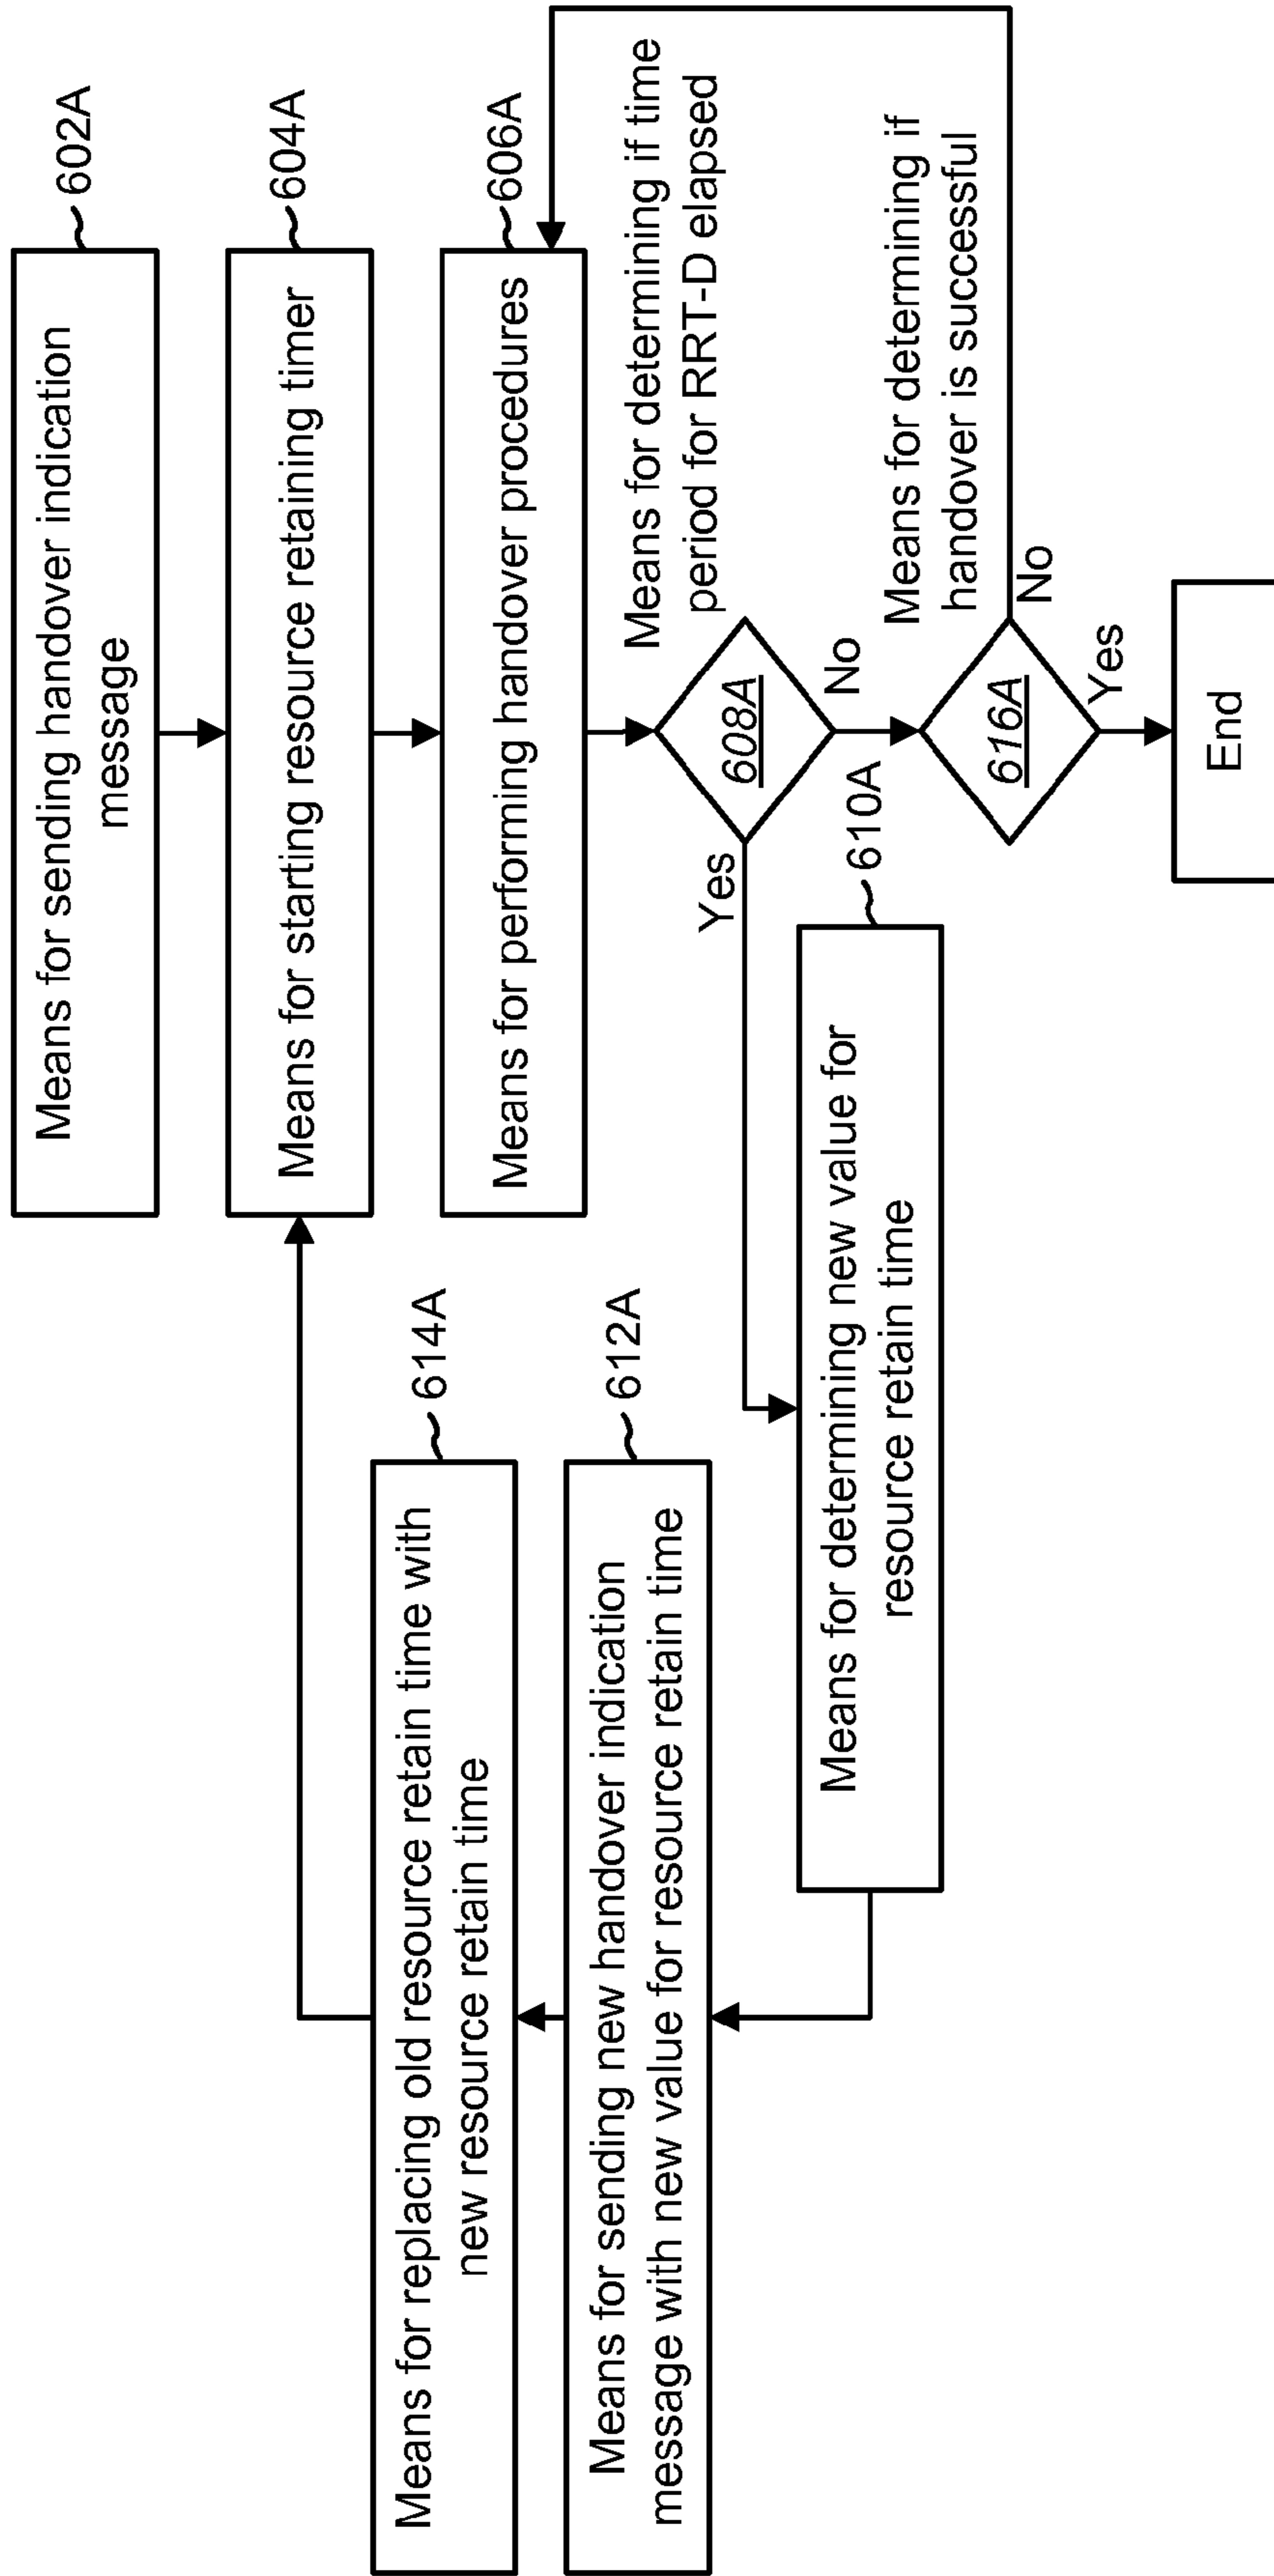 Means for sending handover indication
message
602A
Means for starting resource retaining timer
604A
Means for performing handover procedures
606A
Means for determining if time
period for RRT-D elapsed
608A
Yes
No
Means for determining if
handover is successful
616A
No
Yes
End
Means for determining new value for
resource retain time
610A
Means for sending new handover indication
message with new value for resource retain time
612A
Means for replacing old resource retain time with
new resource retain time
614A